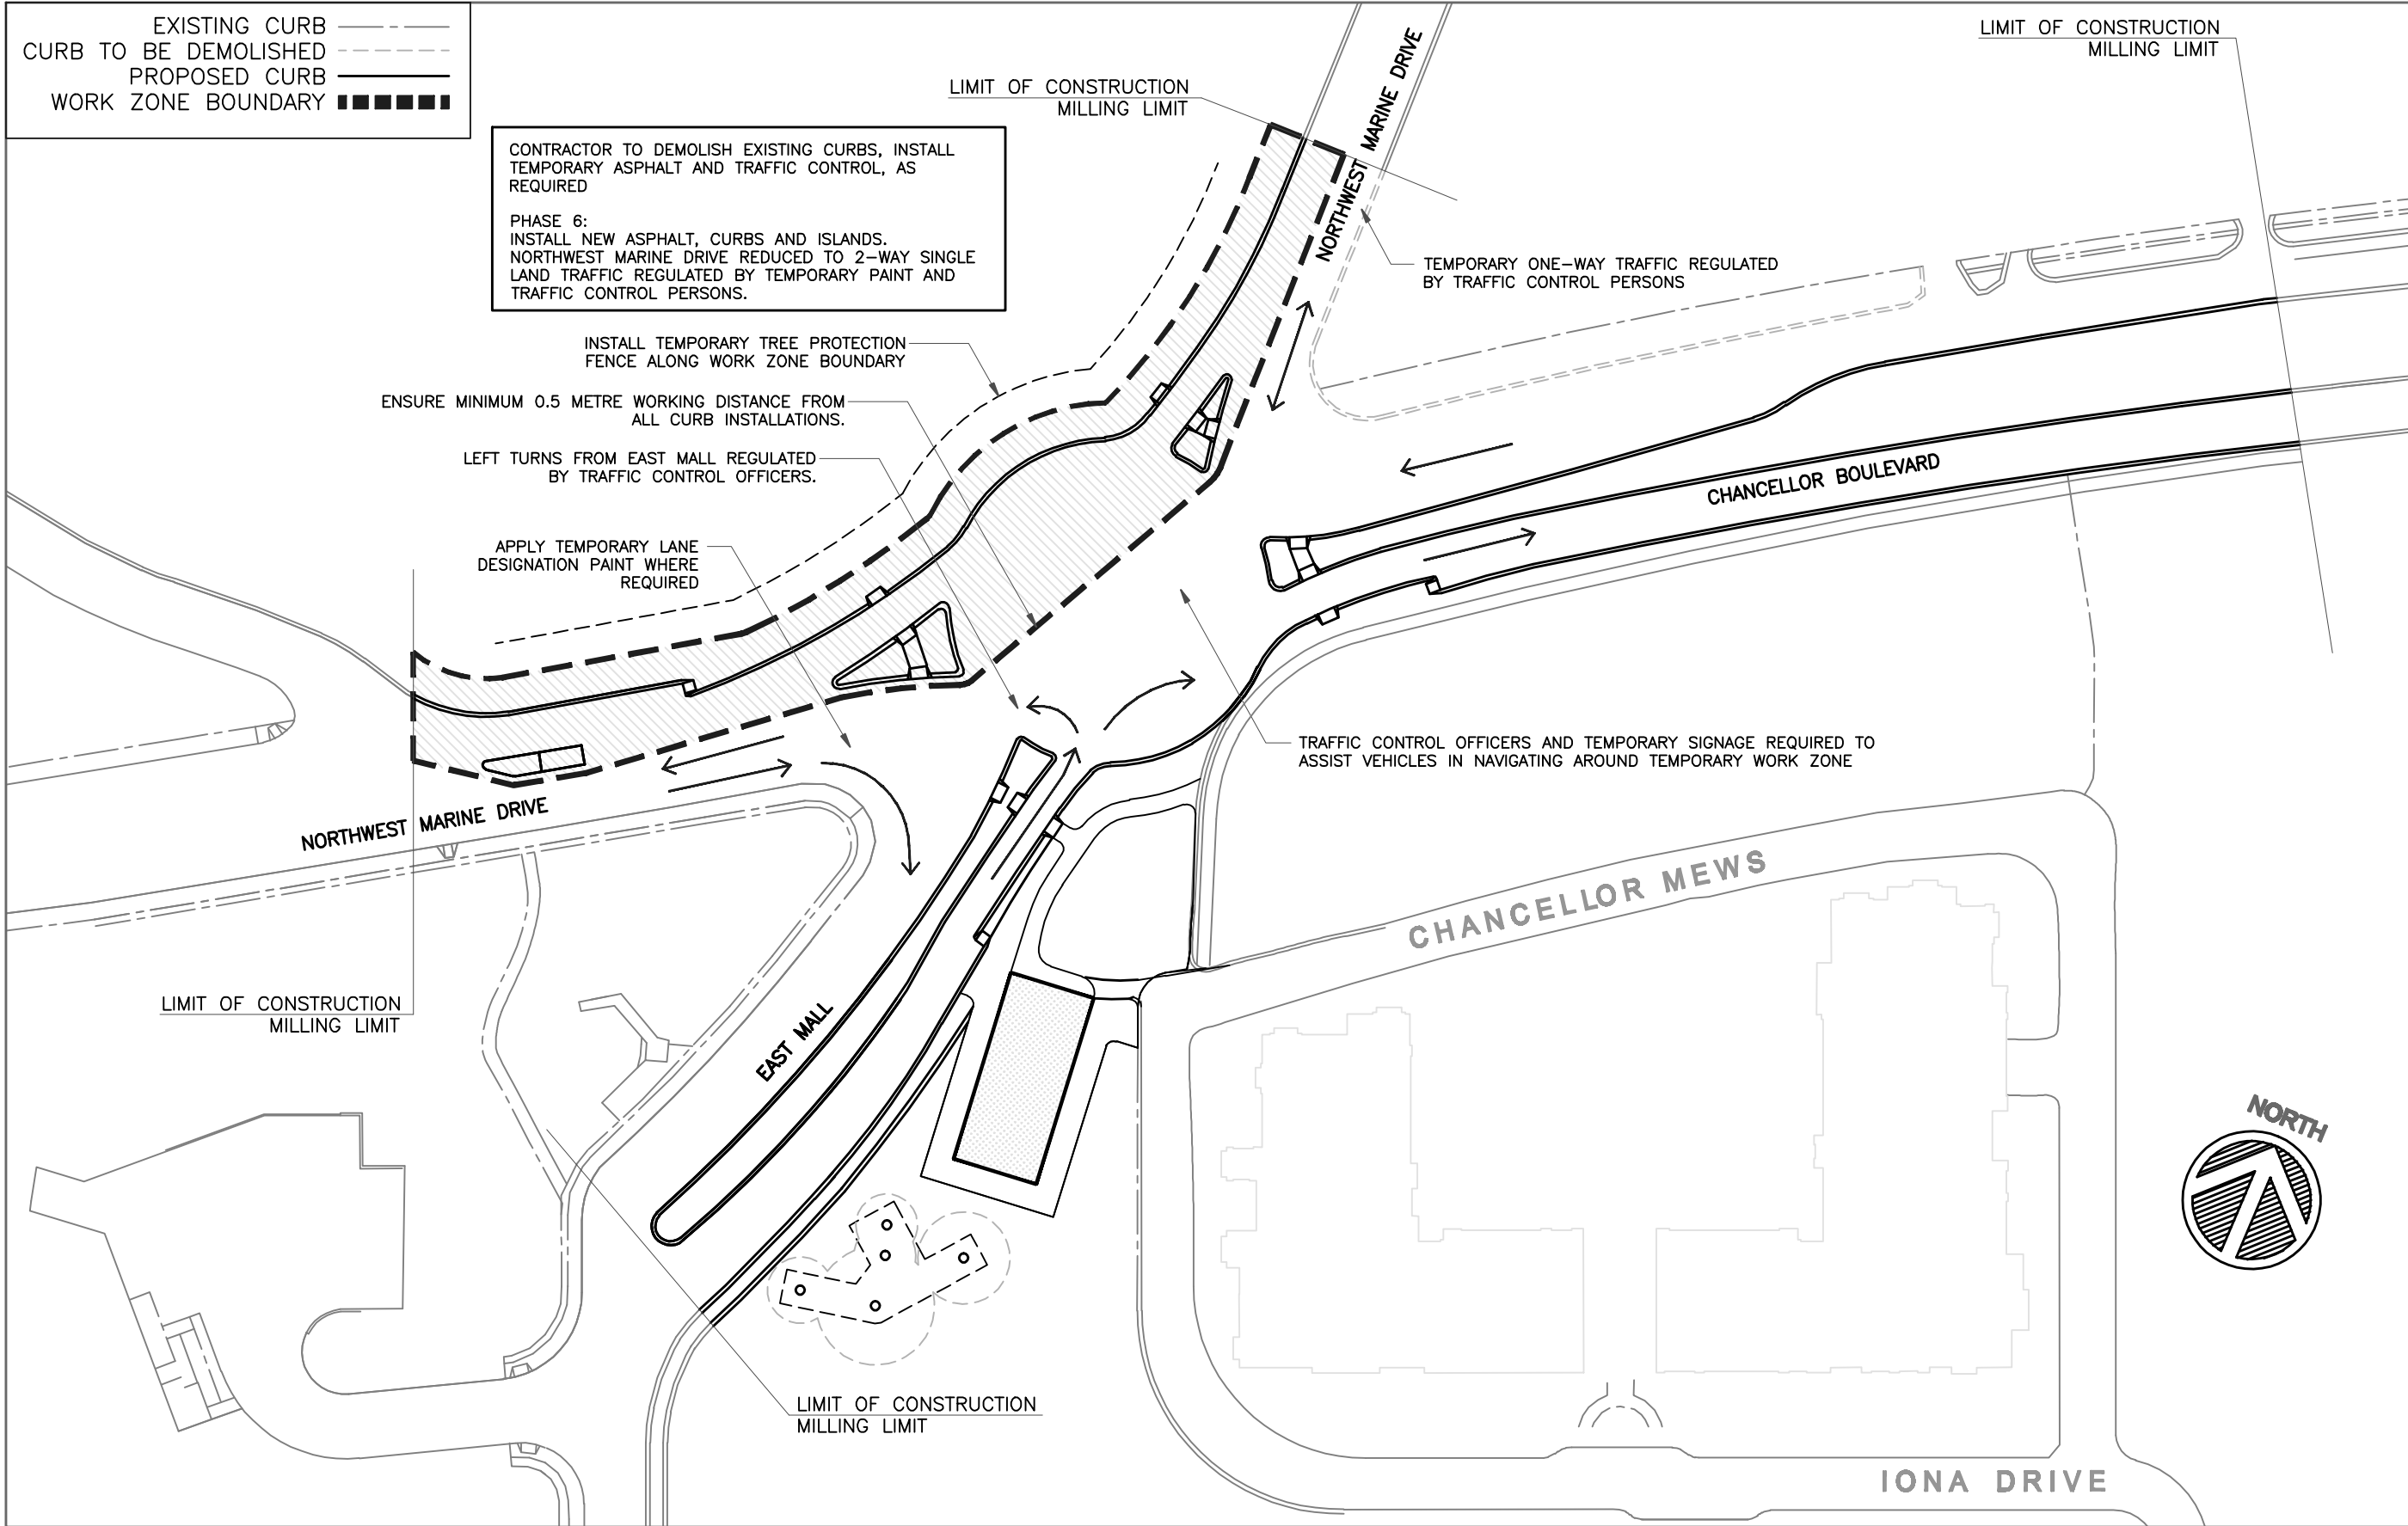 EXISTING CURB
CURB TO BE DEMOLISHED
PROPOSED CURB
WORK ZONE BOUNDARY
LIMIT OF CONSTRUCTION
MILLING LIMIT
LIMIT OF CONSTRUCTION
MILLING LIMIT
NORTHWEST MARINE DRIVE
CONTRACTOR TO DEMOLISH EXISTING CURBS, INSTALL
TEMPORARY ASPHALT AND TRAFFIC CONTROL, AS
REQUIRED
PHASE 6:
INSTALL NEW ASPHALT, CURBS AND ISLANDS.
NORTHWEST MARINE DRIVE REDUCED TO 2-WAY SINGLE
LAND TRAFFIC REGULATED BY TEMPORARY PAINT AND
TRAFFIC CONTROL PERSONS.
TEMPORARY ONE-WAY TRAFFIC REGULATED
BY TRAFFIC CONTROL PERSONS
INSTALL TEMPORARY TREE PROTECTION
FENCE ALONG WORK ZONE BOUNDARY
ENSURE MINIMUM 0.5 METRE WORKING DISTANCE FROM
ALL CURB INSTALLATIONS.
LEFT TURNS FROM EAST MALL REGULATED
BY TRAFFIC CONTROL OFFICERS.
CHANCELLOR BOULEVARD
APPLY TEMPORARY LANE
DESIGNATION PAINT WHERE
REQUIRED
TRAFFIC CONTROL OFFICERS AND TEMPORARY SIGNAGE REQUIRED TO
ASSIST VEHICLES IN NAVIGATING AROUND TEMPORARY WORK ZONE
NORTHWEST MARINE DRIVE
CHANCELLOR MEWS
LIMIT OF CONSTRUCTION
MILLING LIMIT
EAST MALL
NORTH
LIMIT OF CONSTRUCTION
MILLING LIMIT
IONA DRIVE